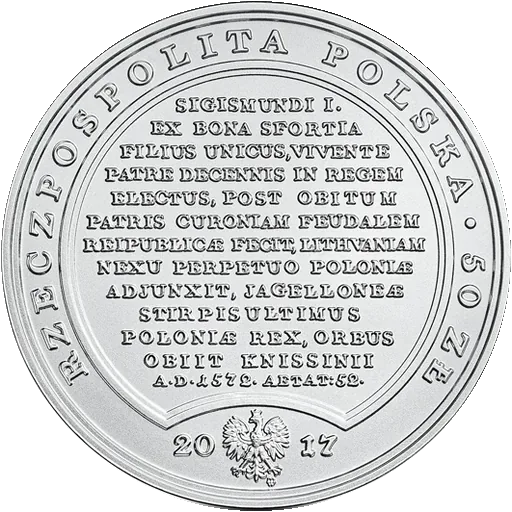 RZECZPOSPOLITA POLSKA · 50 ZŁ
SIGISMUNDI I.
EX BONA SFORTIA
FILIUS UNICUS, VIVENTE
PATRE DECENNIS IN REGEM
ELECTUS, POST OBITUM
PATRIS CURONIAM FEUDALEM
REIPUBLICÆ FECIT, LITHVANIAM
NEXU PERPETUO POLONIÆ
ADJUNXIT, JAGELLONEÆ
STIRPIS ULTIMUS
POLONIÆ REX, ORBUS
OBIIT KNISSINII
A.D.1572. AETAT:52.
20 17